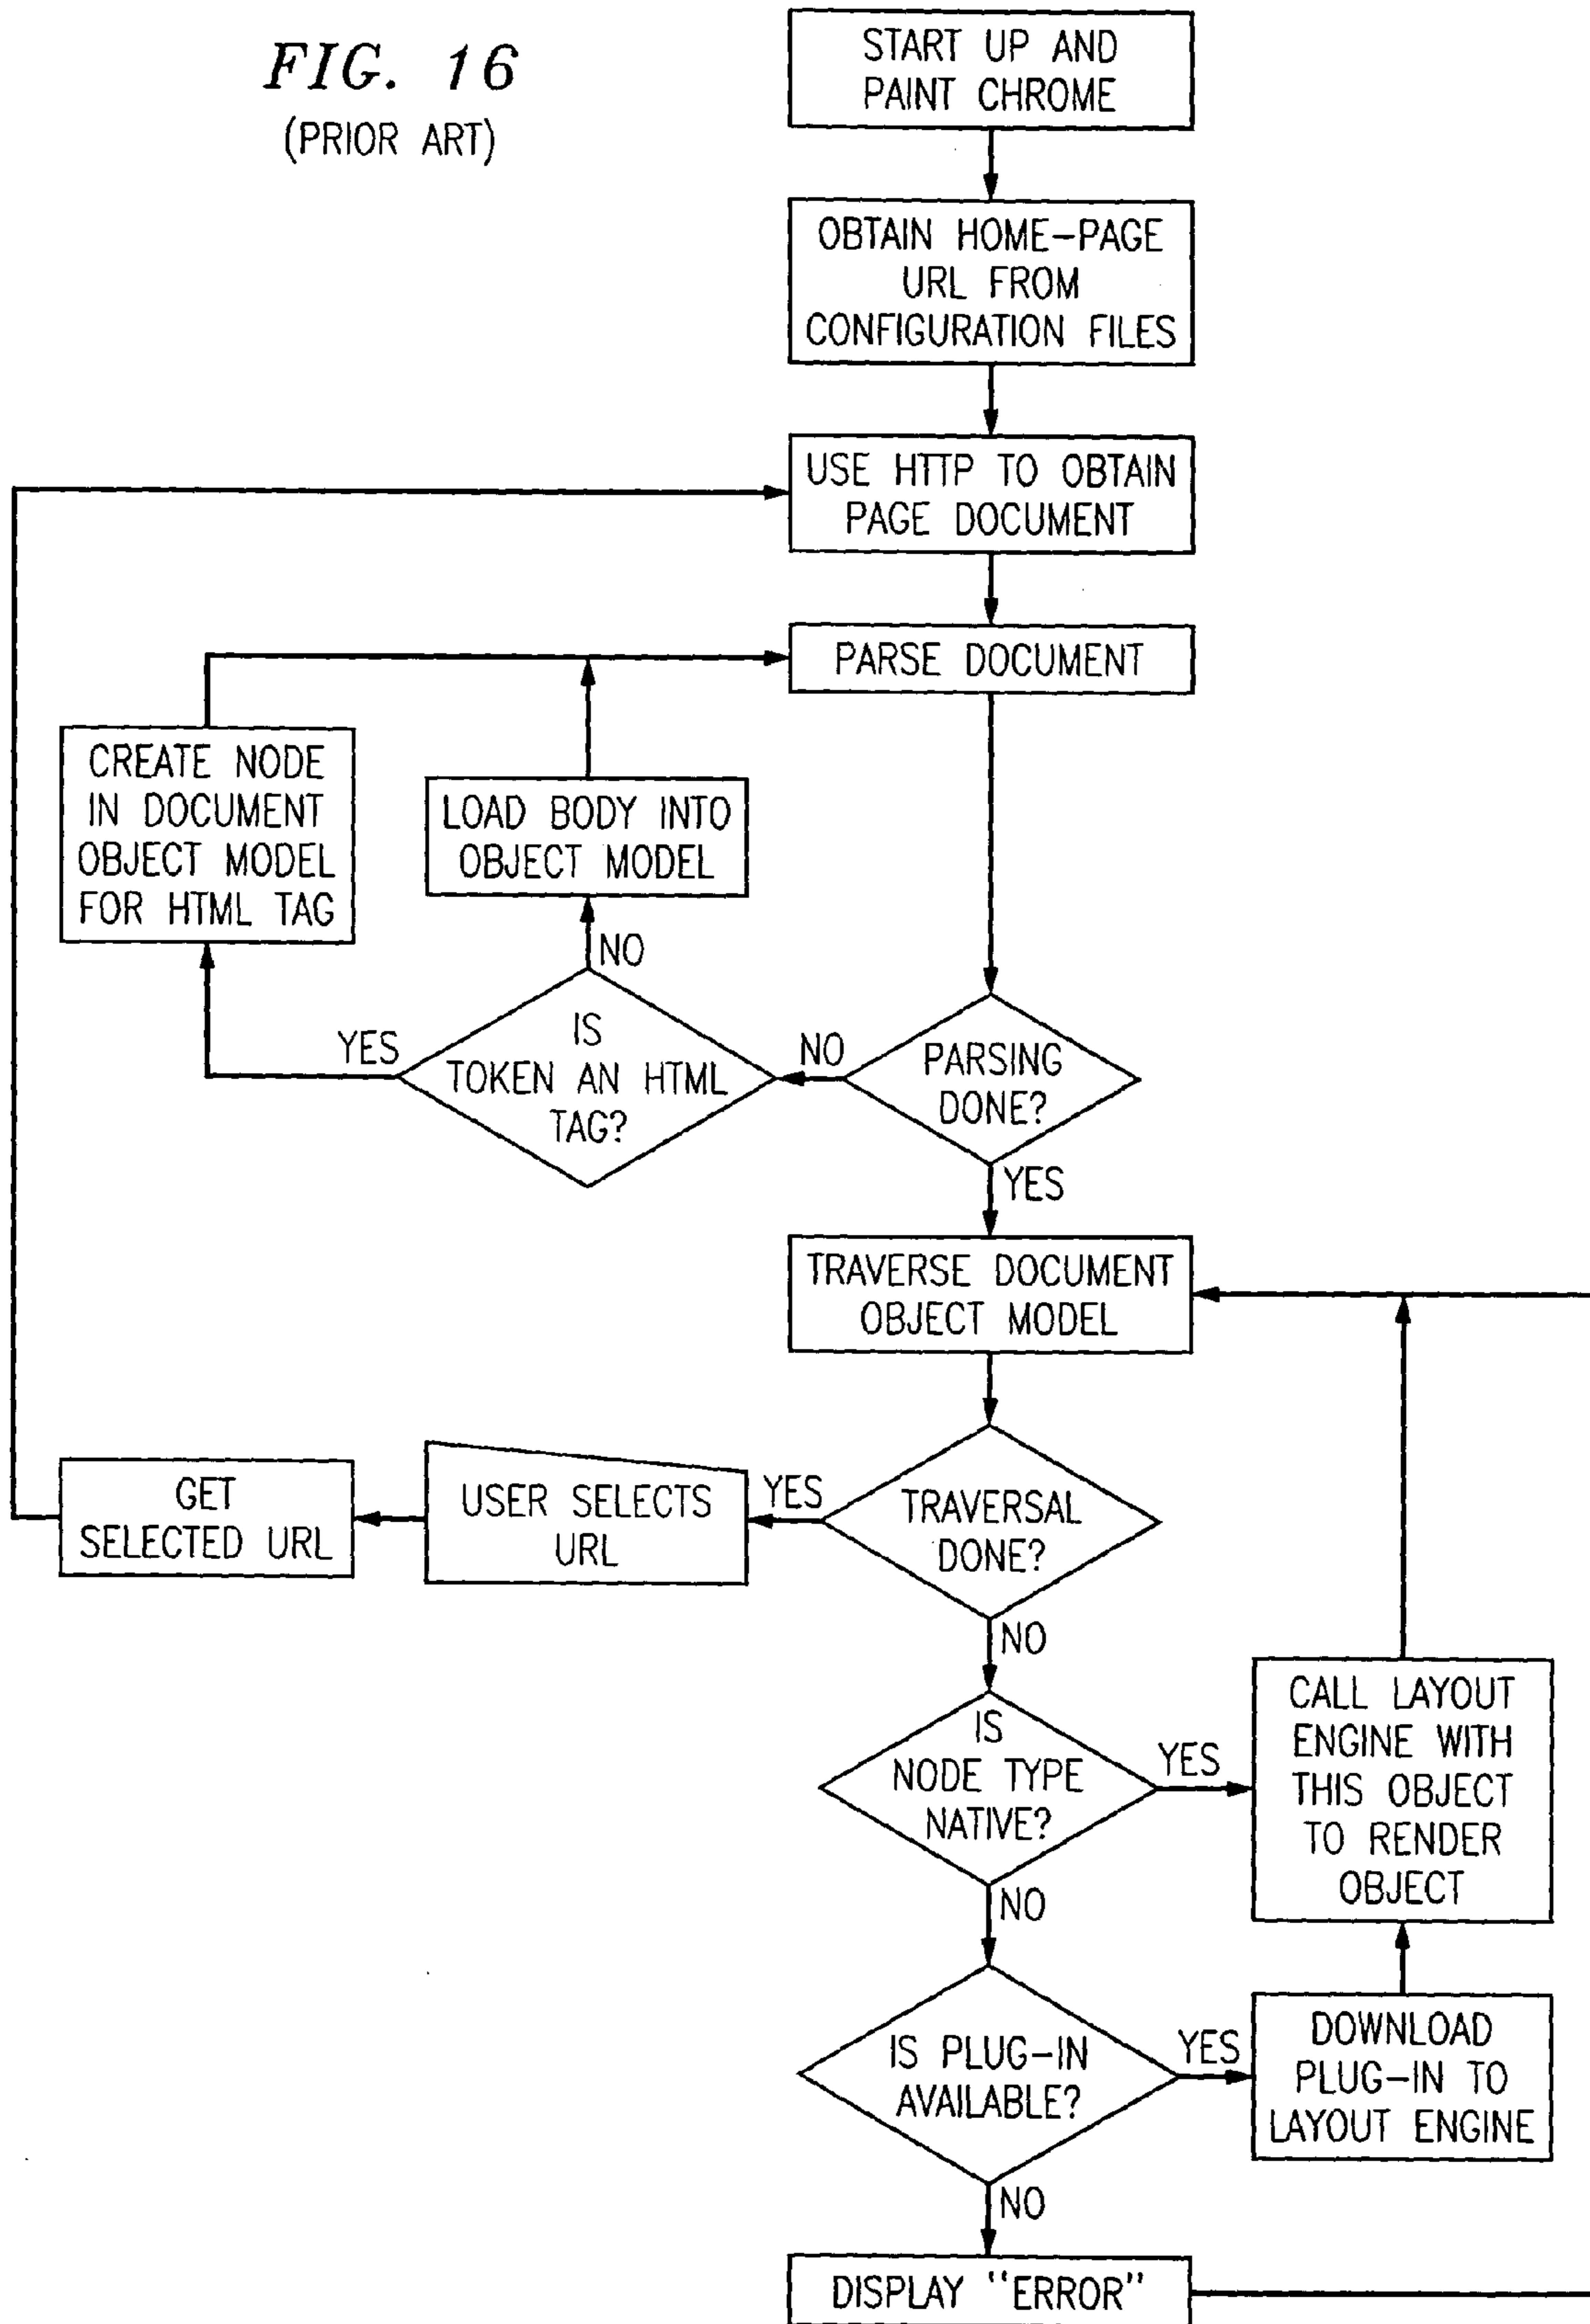 FIG. 16
(PRIOR ART)
START UP AND
PAINT CHROME
OBTAIN HOME-PAGE
URL FROM
CONFIGURATION FILES
USE HTTP TO OBTAIN
PAGE DOCUMENT
PARSE DOCUMENT
CREATE NODE
IN DOCUMENT
OBJECT MODEL
FOR HTML TAG
LOAD BODY INTO
OBJECT MODEL
NO
YES
IS
TOKEN AN HTML
TAG?
NO
PARSING
DONE?
YES
TRAVERSE DOCUMENT
OBJECT MODEL
GET
SELECTED URL
USER SELECTS
URL
YES
TRAVERSAL
DONE?
NO
IS
NODE TYPE
NATIVE?
YES
CALL LAYOUT
ENGINE WITH
THIS OBJECT
TO RENDER
OBJECT
NO
IS PLUG-IN
AVAILABLE?
YES
DOWNLOAD
PLUG-IN TO
LAYOUT ENGINE
NO
DISPLAY "ERROR"